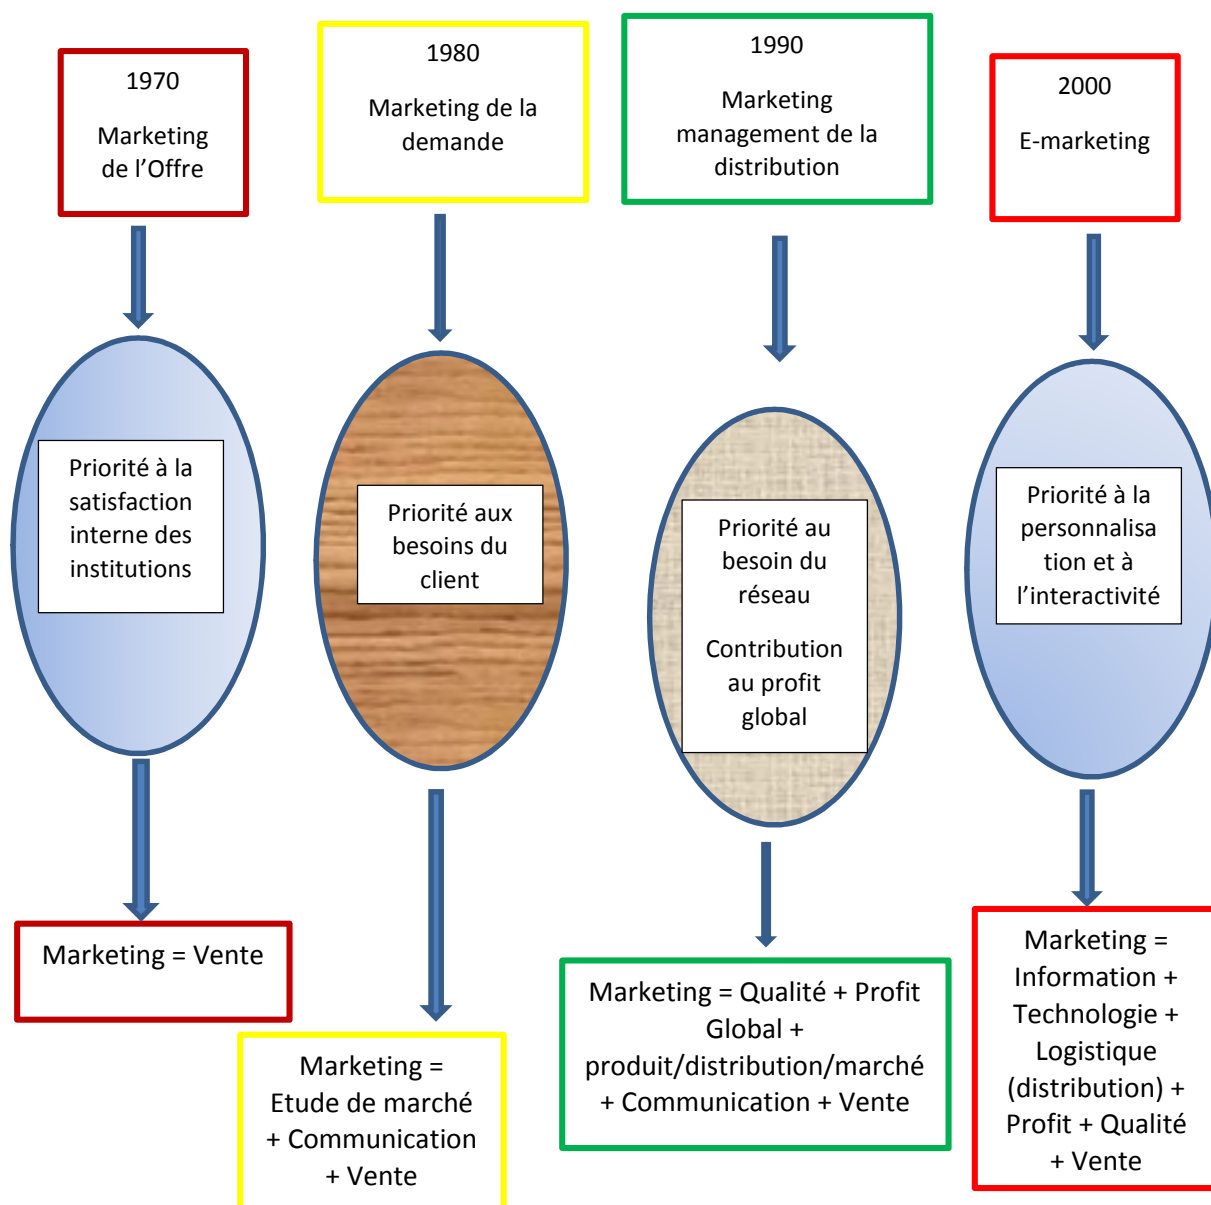 1970
Marketing
de l'Offre
1980
Marketing de la
demande
1990
Marketing
management de la
distribution
2000
E-marketing
Priorité à la
satisfaction
interne des
institutions
Priorité aux
besoins du
client
Priorité au
besoin du
réseau
Contribution
au profit
global
Priorité à la
personnalisa
tion et à
l'interactivité
Marketing = Vente
Marketing =
Etude de marché
+ Communication
+ Vente
Marketing = Qualité + Profit
Global +
produit/distribution/marché
+ Communication + Vente
Marketing =
Information +
Technologie +
Logistique
(distribution) +
Profit + Qualité
+ Vente